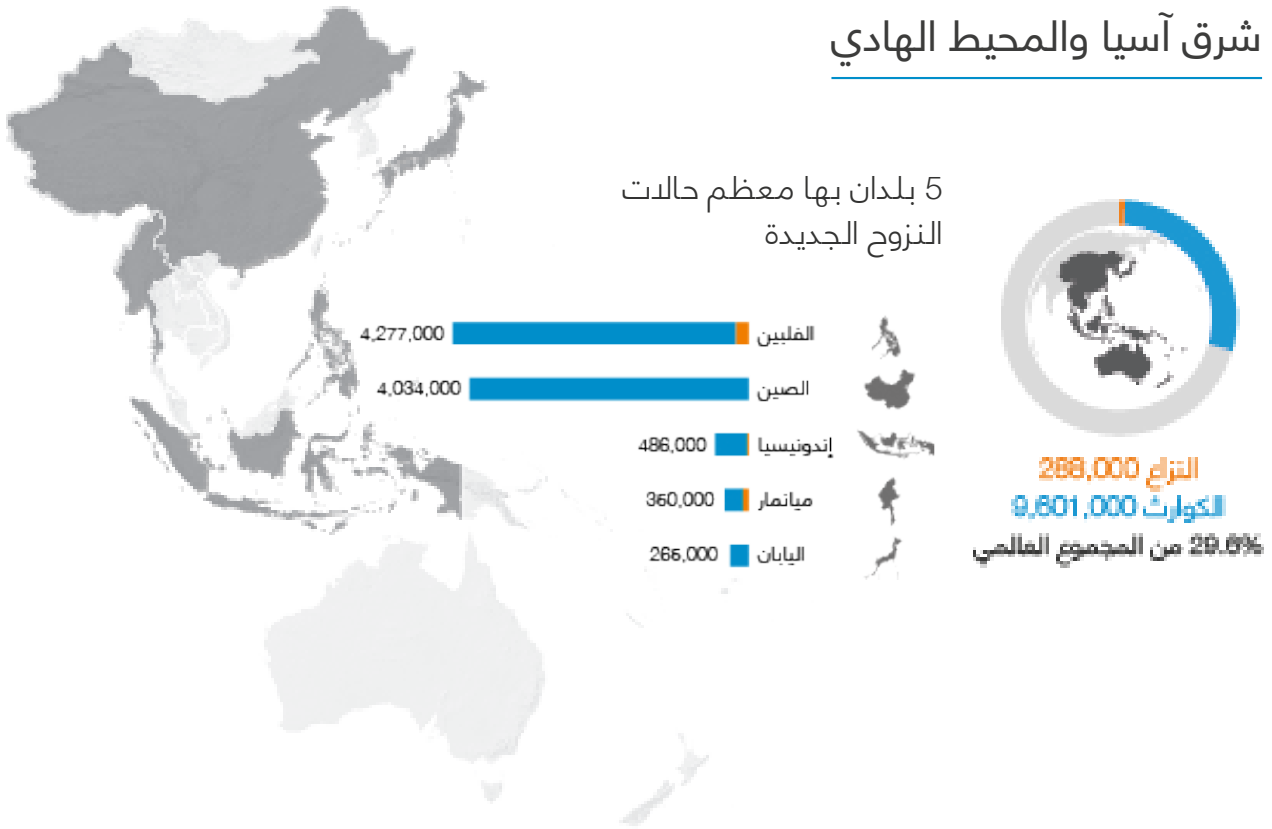 شرق آسيا والمحيط الهادي
5 بلدان بها معظم حالات
النزوح الجديدة
الفلبين 4,277,000
الصين 4,034,000
إندونيسيا 486,000
ميانمار 360,000
اليابان 265,000
النزاع 288,000
الكوارث 9,601,000
29.6% من المجموع العالمي